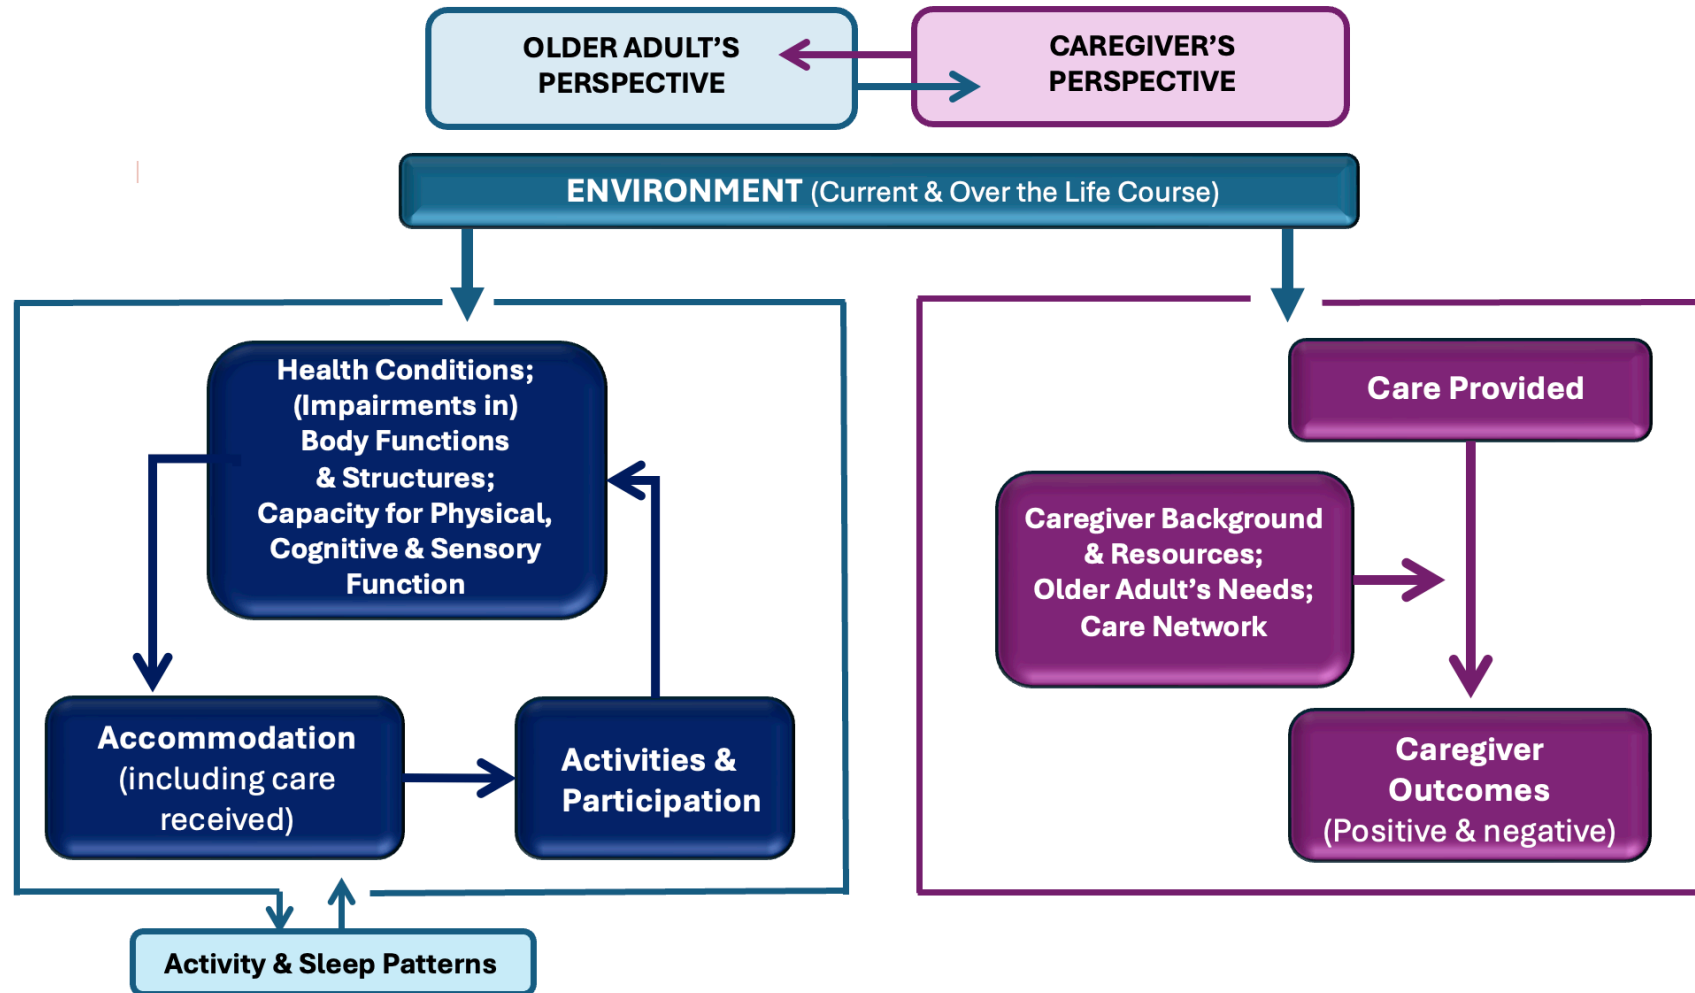 OLDER ADULT’S
PERSPECTIVE
CAREGIVER’S
PERSPECTIVE
ENVIRONMENT (Current & Over the Life Course)
Health Conditions;
(Impairments in)
Body Functions
& Structures;
Capacity for Physical,
Cognitive & Sensory
Function
Accommodation
(including care
received)
Activities &
Participation
Activity & Sleep Patterns
Care Provided
Caregiver Background
& Resources;
Older Adult’s Needs;
Care Network
Caregiver
Outcomes
(Positive & negative)